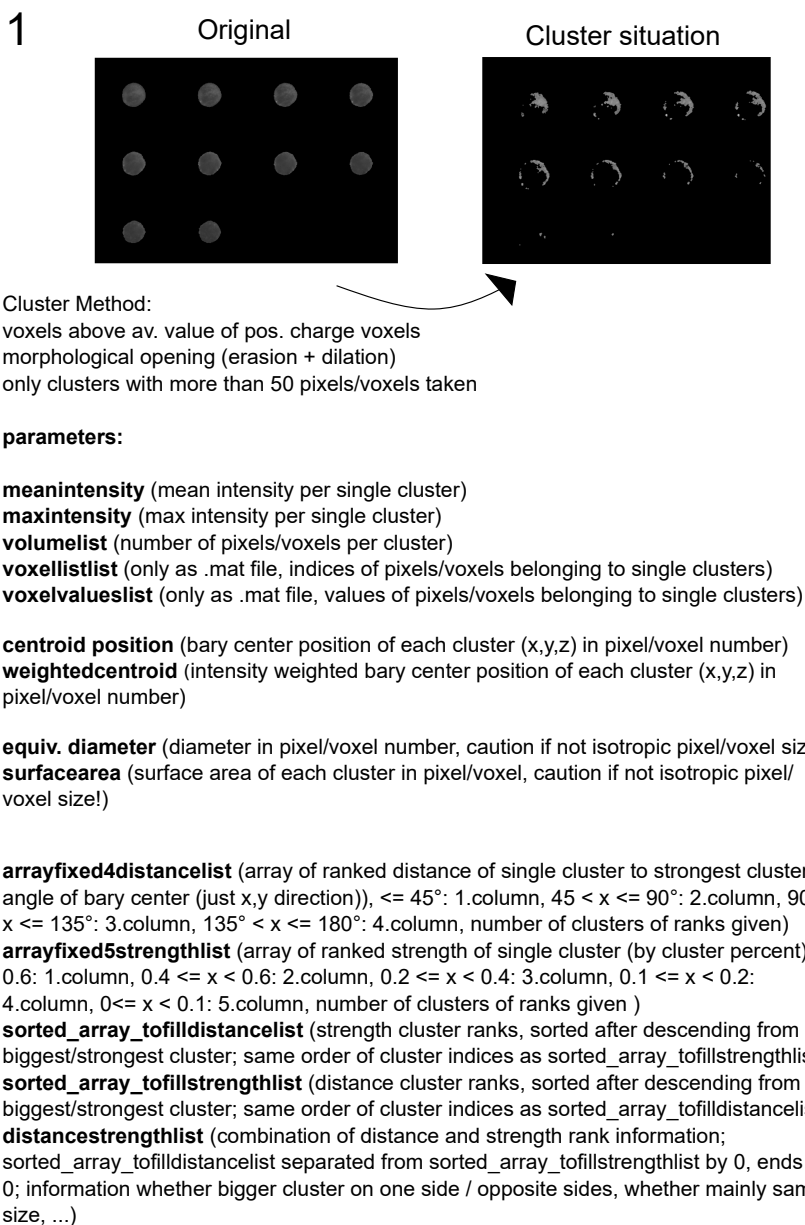 1
Original
Cluster situation
Cluster Method:
voxels above av. value of pos. charge voxels
morphological opening (erasion + dilation)
only clusters with more than 50 pixels/voxels taken
parameters:
meanintensity (mean intensity per single cluster)
maxintensity (max intensity per single cluster)
volumelist (number of pixels/voxels per cluster)
voxellistlist (only as .mat file, indices of pixels/voxels belonging to single clusters)
voxelvalueslist (only as .mat file, values of pixels/voxels belonging to single clusters)
centroid position (bary center position of each cluster (x,y,z) in pixel/voxel number)
weightedcentroid (intensity weighted bary center position of each cluster (x,y,z) in
pixel/voxel number)
equiv. diameter (diameter in pixel/voxel number, caution if not isotropic pixel/voxel
surfacearea (surface area of each cluster in pixel/voxel, caution if not isotropic pixel/
voxel size!)
arrayfixed4distancelist (array of ranked distance of single cluster to strongest cluster
angle of bary center (just x,y direction)), <= 45°: 1.column, 45 < x <= 90°: 2.column,
x <= 135°: 3.column, 135° < x <= 180°: 4.column, number of clusters of ranks given)
arrayfixed5strengthlist (array of ranked strength of single cluster (by cluster percent)
0.6: 1.column, 0.4 <= x < 0.6: 2.column, 0.2 <= x < 0.4: 3.column, 0.1 <= x < 0.2:
4.column, 0<= x < 0.1: 5.column, number of clusters of ranks given )
sorted_array_tofilldistancelist (strength cluster ranks, sorted after descending from
biggest/strongest cluster; same order of cluster indices as
sorted_array_tofillstrengthlist (distance cluster ranks, sorted after descending from
biggest/strongest cluster; same order of cluster indices as
distancestrengthlist (combination of distance and strength rank information;
sorted_array_tofilldistancelist separated from sorted_array_tofillstrengthlist by 0, ends
0; information whether bigger cluster on one side / opposite sides, whether mainly
size, ...)